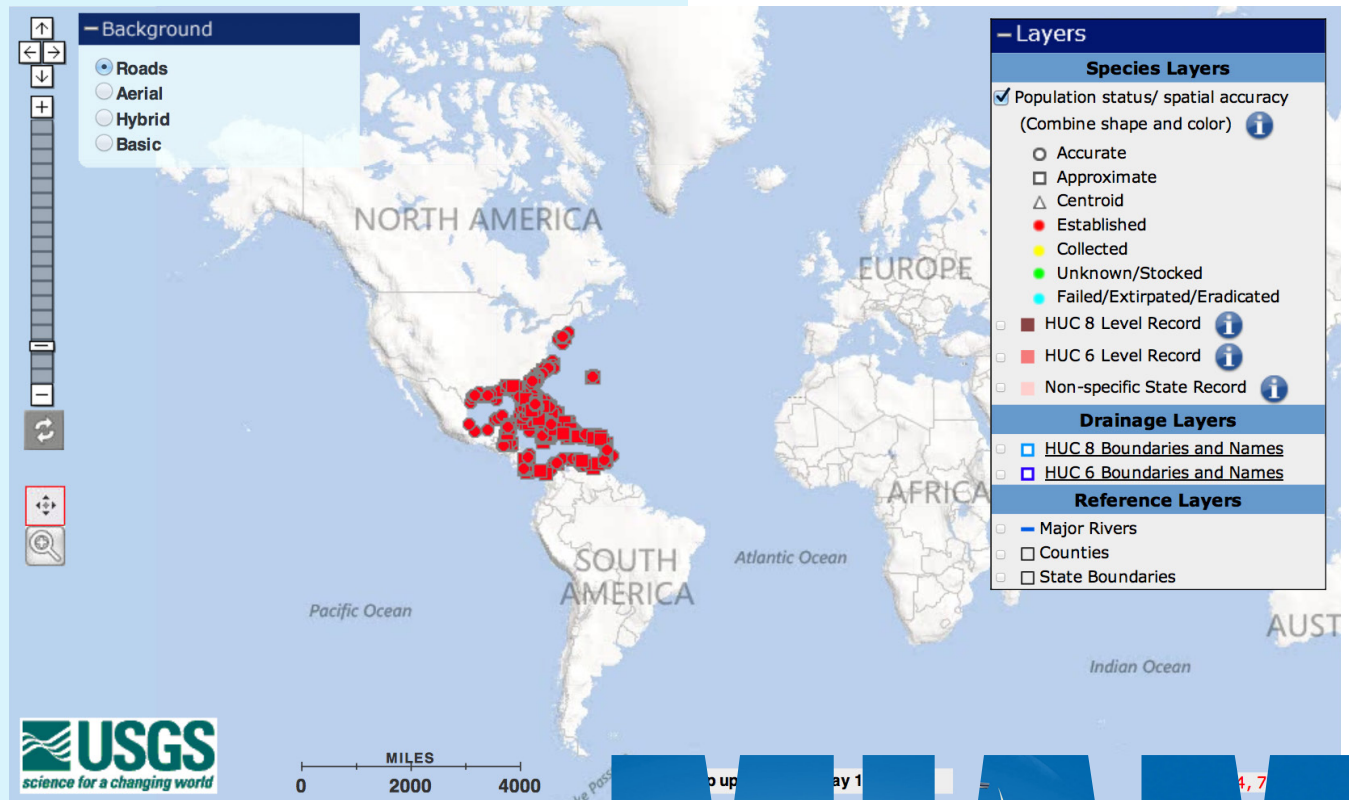 Background
Roads
Aerial
Hybrid
Basic
NORTH AMERICA
EUROPE
AFRICA
SOUTH
AMERICA
Atlantic Ocean
Pacific Ocean
Indian Ocean
AUST
Layers
Species Layers
Population status/ spatial accuracy
(Combine shape and color)
Accurate
Approximate
Centroid
Established
Collected
Unknown/Stocked
Failed/Extirpated/Eradicated
HUC 8 Level Record
HUC 6 Level Record
Non-specific State Record
Drainage Layers
HUC 8 Boundaries and Names
HUC 6 Boundaries and Names
Reference Layers
Major Rivers
Counties
State Boundaries
USGS
science for a changing world
MILES
0 2000 4000